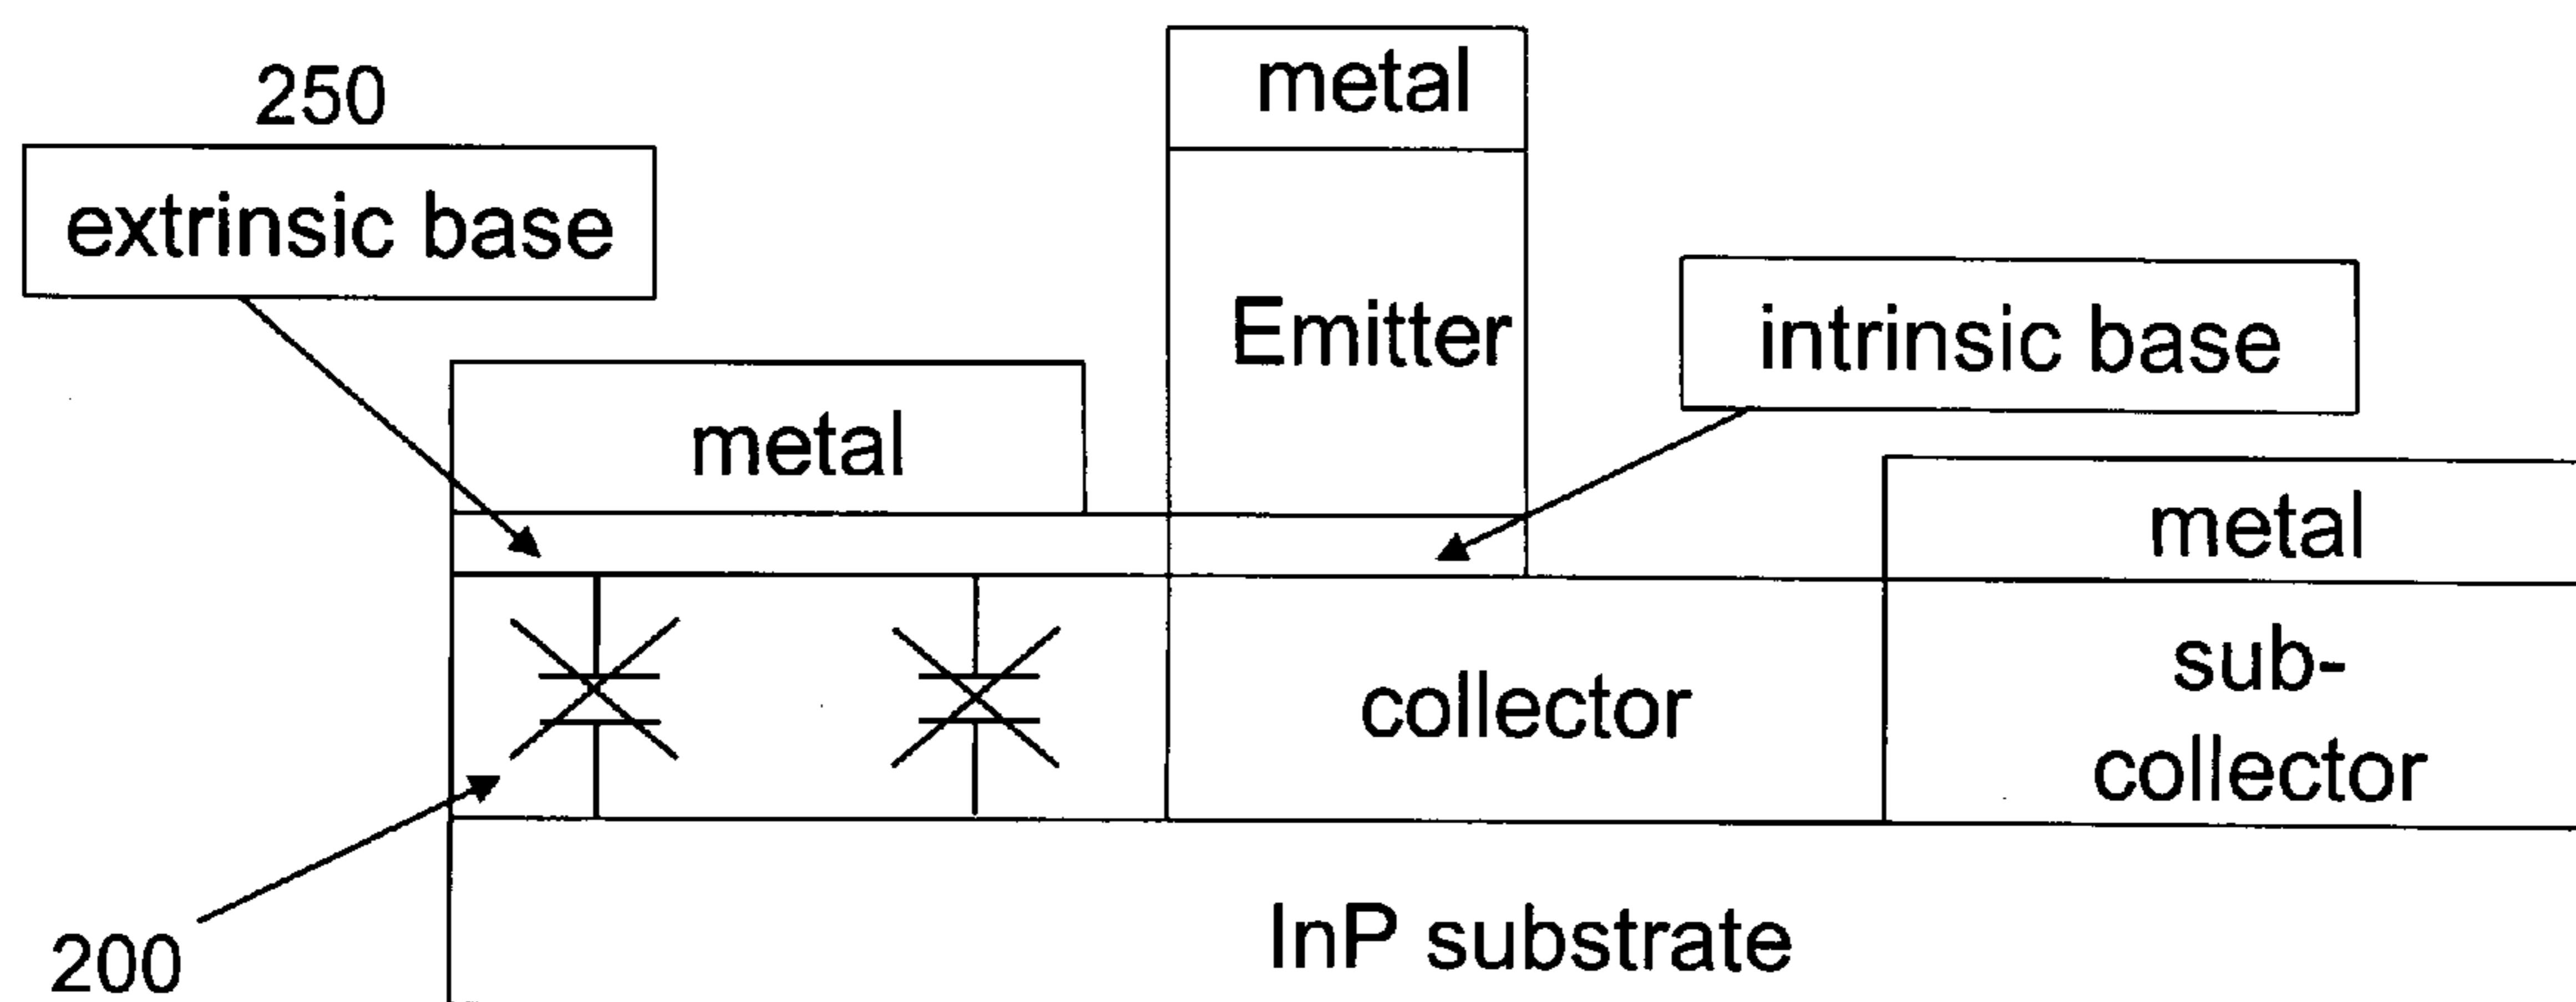 metal
250
extrinsic base
Emitter
intrinsic base
metal
metal
sub-
collector
collector
200
InP substrate